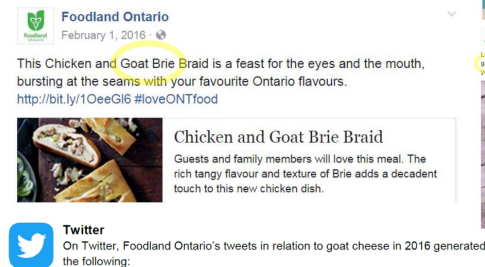 Foodland Ontario
February 1, 2016
This Chicken and Goat Brie Braid is a feast for the eyes and the mouth,
bursting at the seams with your favourite Ontario flavours.
http://bit.ly/1OeeGl6 #loveONTfood
Chicken and Goat Brie Braid
Guests and family members will love this meal. The
rich tangy flavour and texture of Brie adds a decadent
touch to this new chicken dish.
Twitter
On Twitter, Foodland Ontario's tweets in relation to goat cheese in 2016 generated
the following: